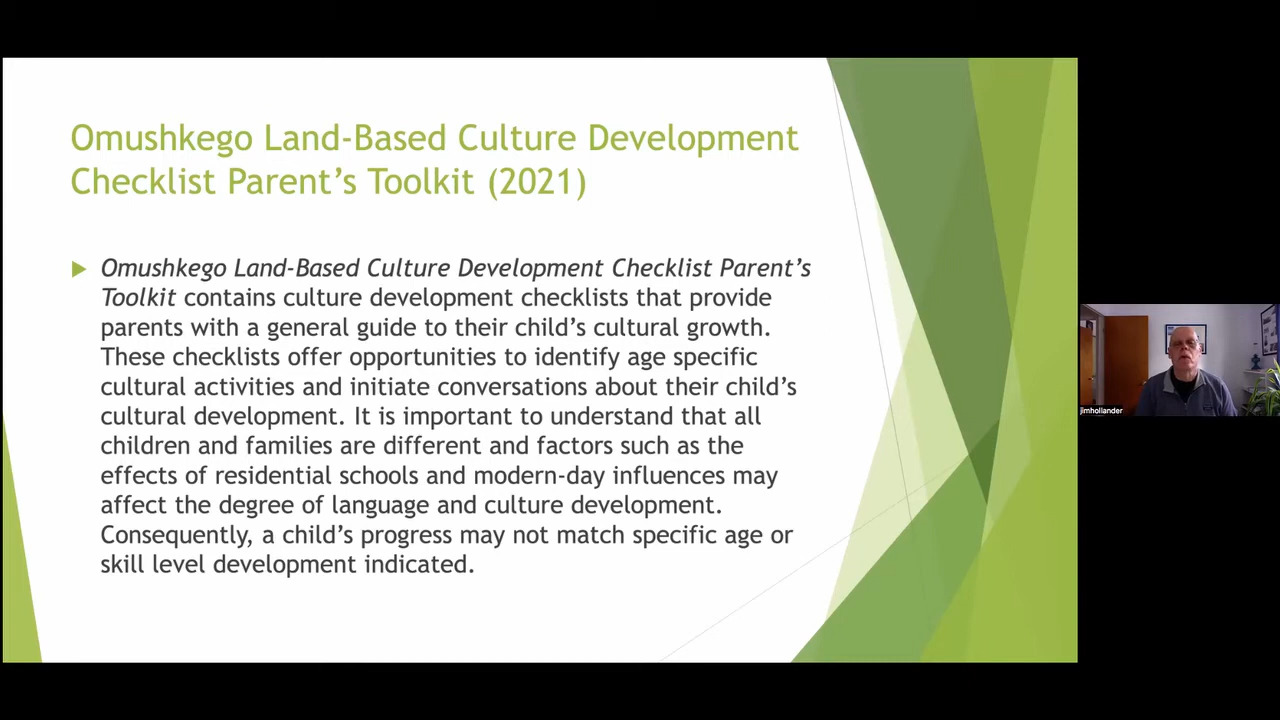 Omushkego Land-Based Culture Development
Checklist Parent’s Toolkit (2021)
Omushkego Land-Based Culture Development Checklist Parent’s
Toolkit contains culture development checklists that provide
parents with a general guide to their child’s cultural growth.
These checklists offer opportunities to identify age specific
cultural activities and initiate conversations about their child’s
cultural development. It is important to understand that all
children and families are different and factors such as the
effects of residential schools and modern-day influences may
affect the degree of language and culture development.
Consequently, a child’s progress may not match specific age or
skill level development indicated.
jimhollander